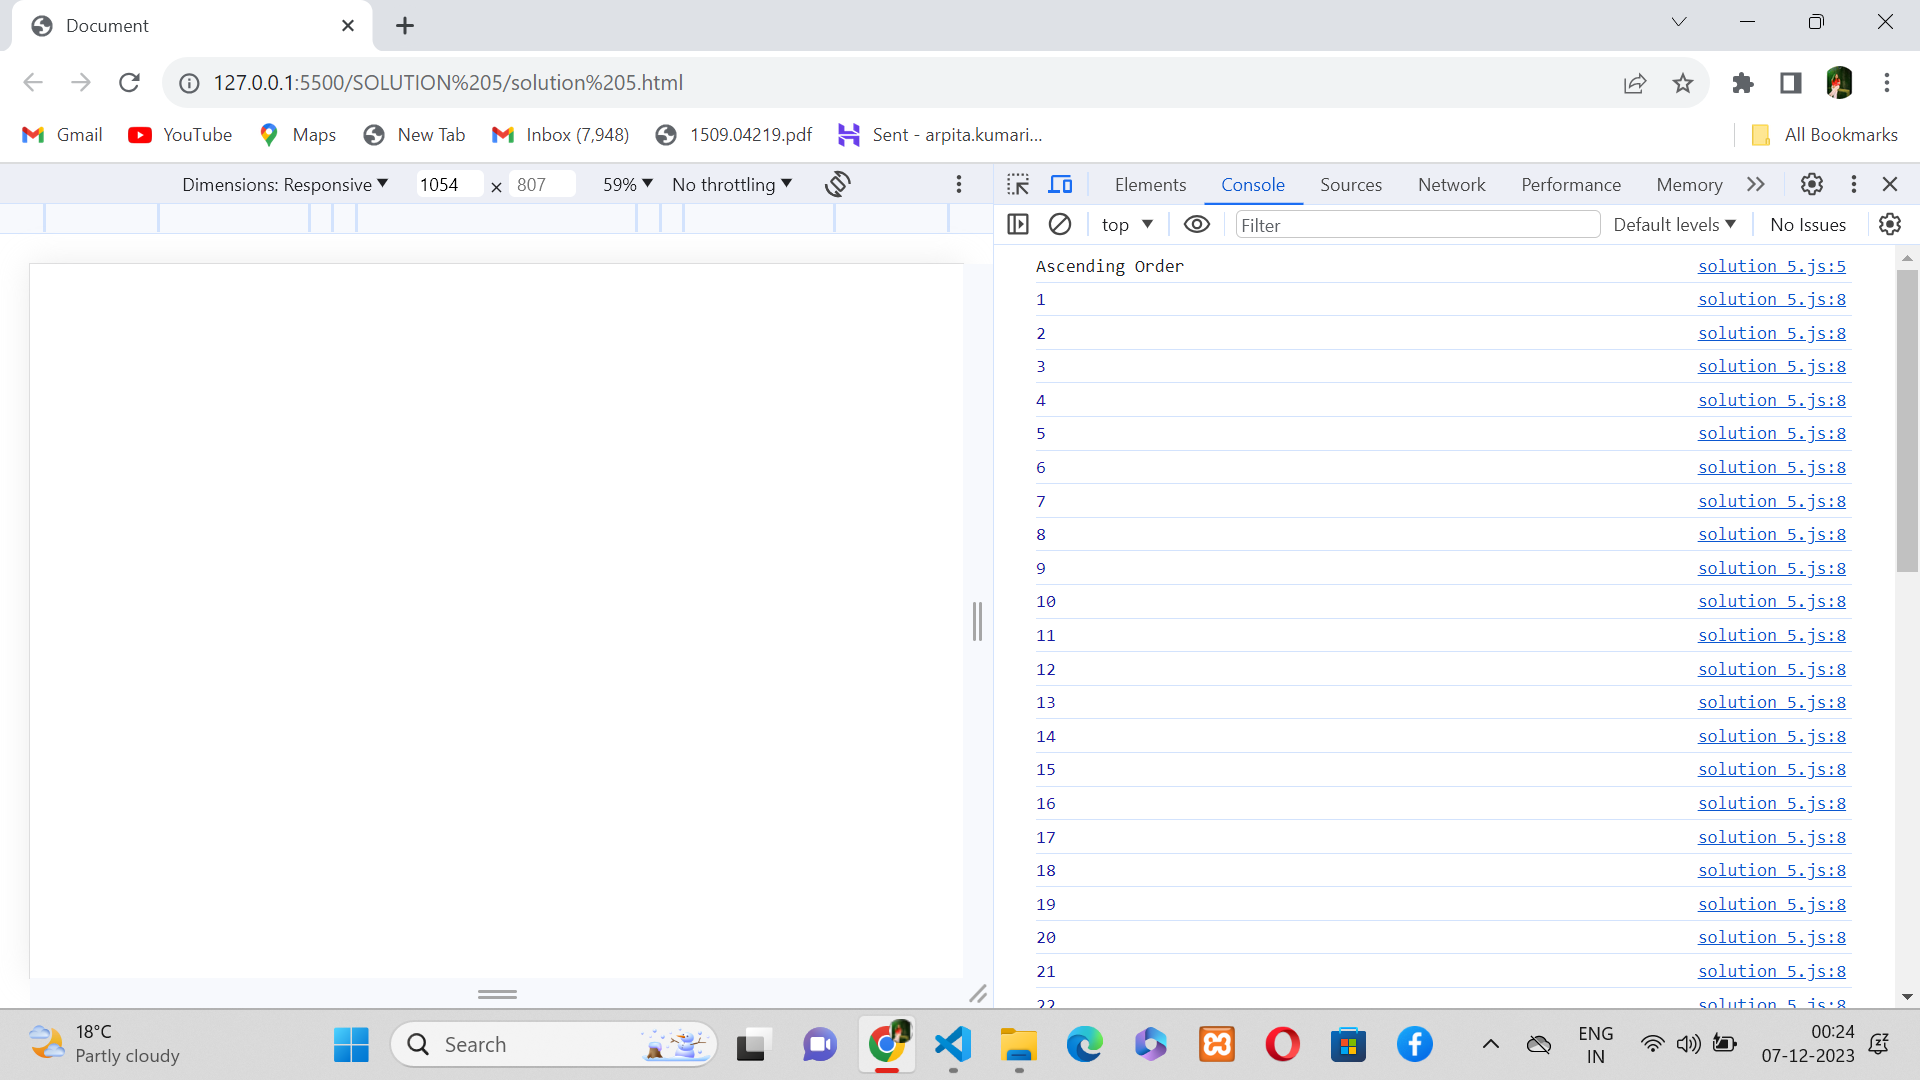 Document
127.0.0.1:5500/SOLUTION%205/solution%205.html
Gmail YouTube Maps New Tab Inbox (7,948) 1509.04219.pdf Sent - arpita.kumari... All Bookmarks
Dimensions: Responsive 1054 × 807 59% No throttling
Elements Console Sources Network Performance Memory
top Filter Default levels No Issues
Ascending Order solution 5.js:5
1 solution 5.js:8
2 solution 5.js:8
3 solution 5.js:8
4 solution 5.js:8
5 solution 5.js:8
6 solution 5.js:8
7 solution 5.js:8
8 solution 5.js:8
9 solution 5.js:8
10 solution 5.js:8
11 solution 5.js:8
12 solution 5.js:8
13 solution 5.js:8
14 solution 5.js:8
15 solution 5.js:8
16 solution 5.js:8
17 solution 5.js:8
18 solution 5.js:8
19 solution 5.js:8
20 solution 5.js:8
21 solution 5.js:8
22 solution 5.js:8
18°C
Partly cloudy
Search
ENG
IN
00:24
07-12-2023